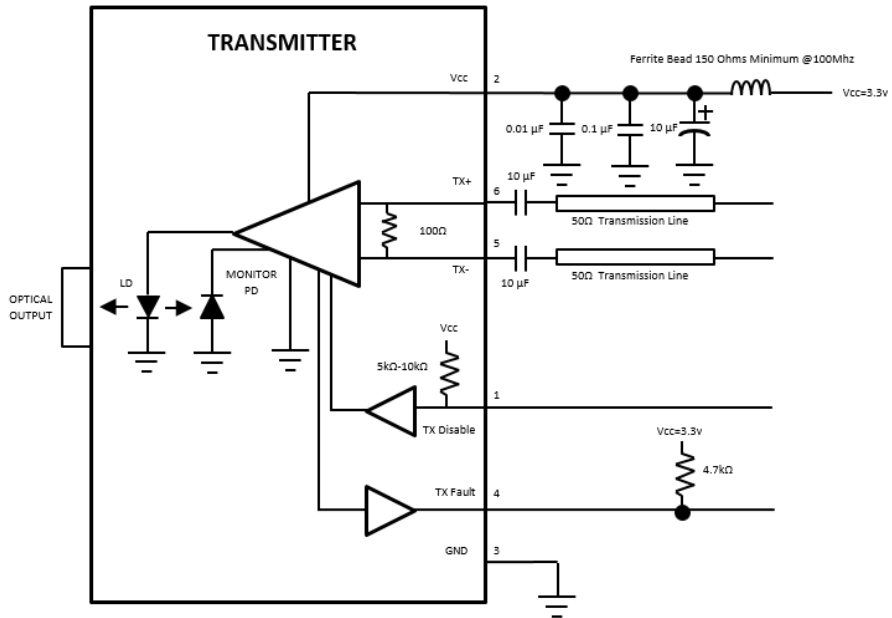 TRANSMITTER
Ferrite Bead 150 Ohms Minimum @100Mhz
Vcc
2
Vcc=3.3v
0.01 µF
0.1 µF
10 µF
+
TX+
6
10 µF
50Ω Transmission Line
100Ω
5
TX-
10 µF
50Ω Transmission Line
LD
MONITOR
PD
OPTICAL
OUTPUT
Vcc
5kΩ-10kΩ
1
TX Disable
Vcc=3.3v
4.7kΩ
TX Fault
4
GND
3